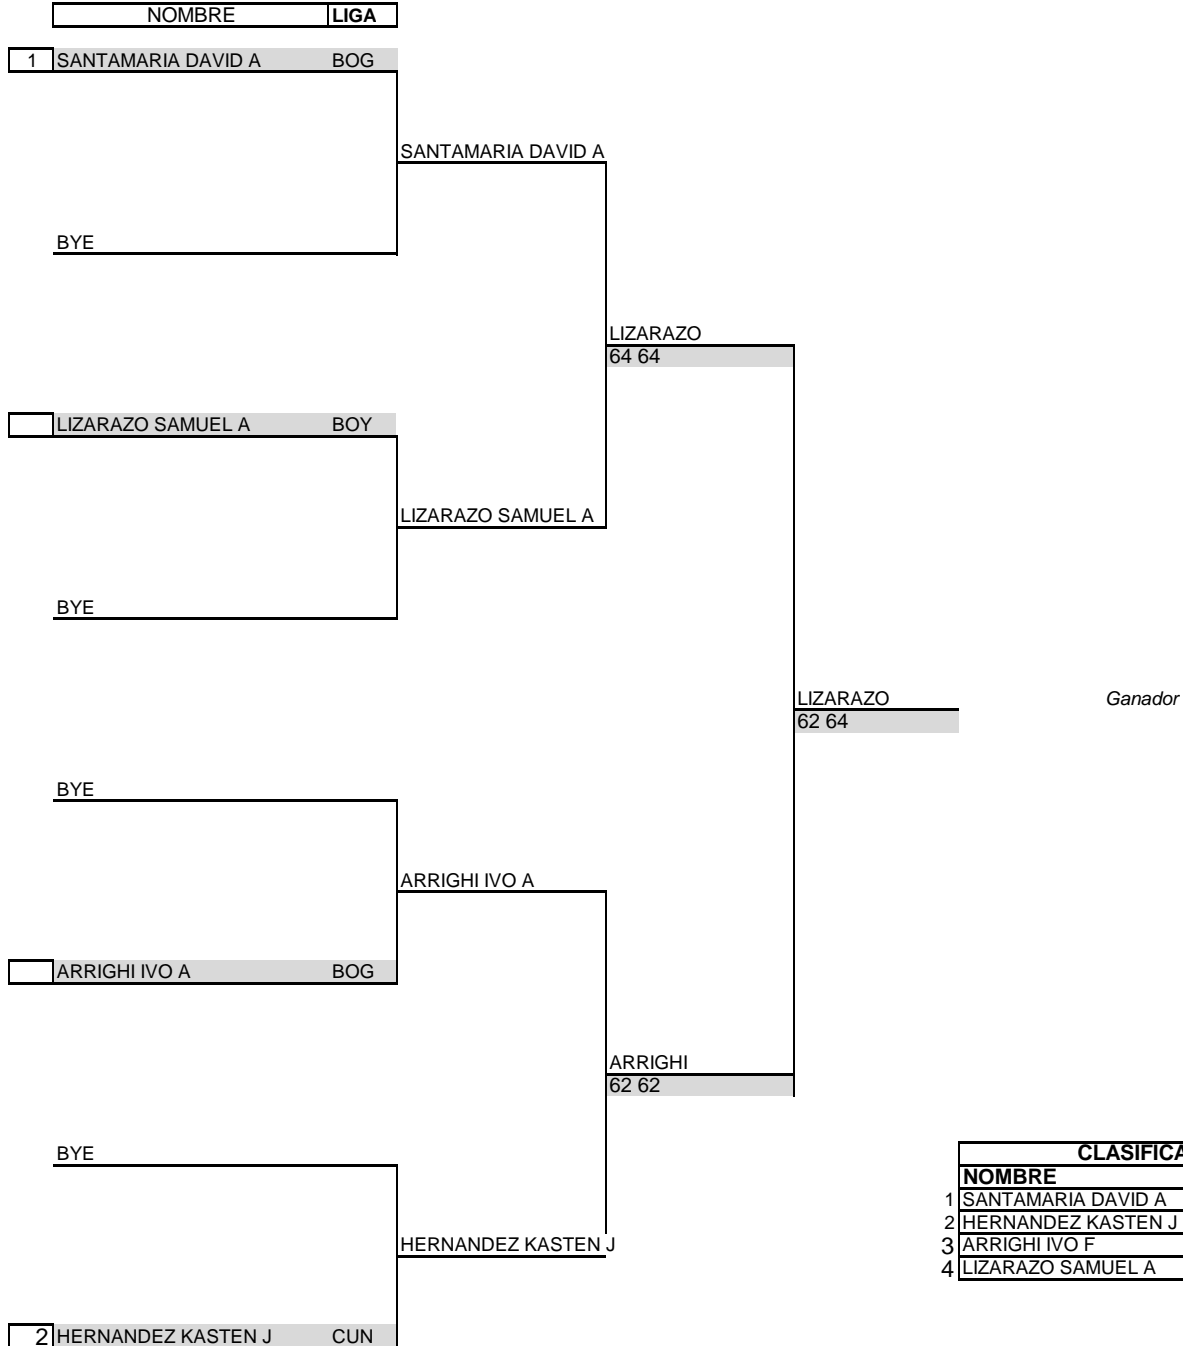 NOMBRE LIGA
1 SANTAMARIA DAVID A BOG
SANTAMARIA DAVID A
BYE
LIZARAZO
64 64
LIZARAZO SAMUEL A BOY
LIZARAZO SAMUEL A
BYE
LIZARAZO Ganador
62 64
BYE
ARRIGHI IVO A
ARRIGHI IVO A BOG
ARRIGHI
62 62
BYE
CLASIFICA
NOMBRE
1 SANTAMARIA DAVID A
2 HERNANDEZ KASTEN J
HERNANDEZ KASTEN J
3 ARRIGHI IVO F
4 LIZARAZO SAMUEL A
2 HERNANDEZ KASTEN J CUN